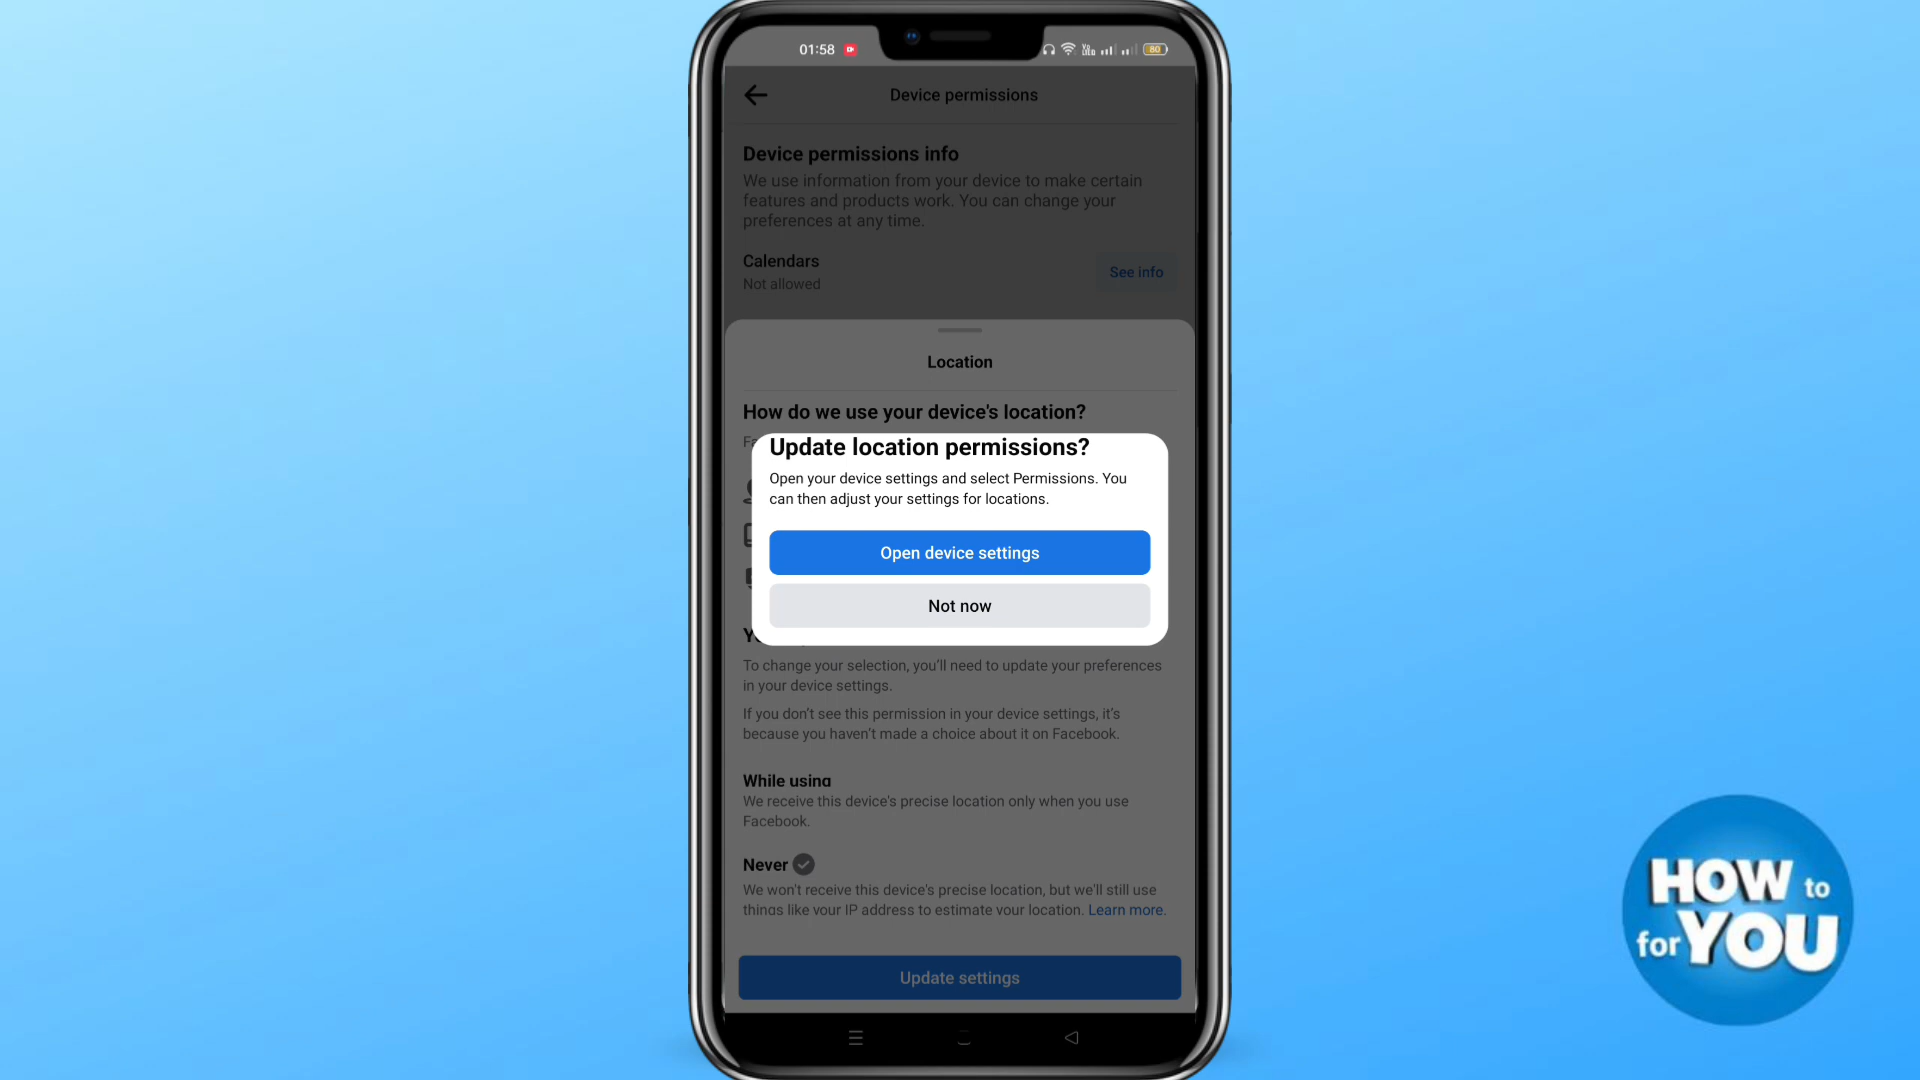 01:58
80
Device permissions
Device permissions info
We use information from your device to make certain
features and products work. You can change your
preferences at any time.
Calendars
Not allowed
See info
Location
How do we use your device's location?
Update location permissions?
Open your device settings and select Permissions. You
can then adjust your settings for locations.
Open device settings
Not now
To change your selection, you'll need to update your preferences
in your device settings.
If you don't see this permission in your device settings, it's
because you haven't made a choice about it on Facebook.
While using
We receive this device's precise location only when you use
Facebook.
Never
We won't receive this device's precise location, but we'll still use
things like your IP address to estimate your location. Learn more.
Update settings
HOW to
for YOU